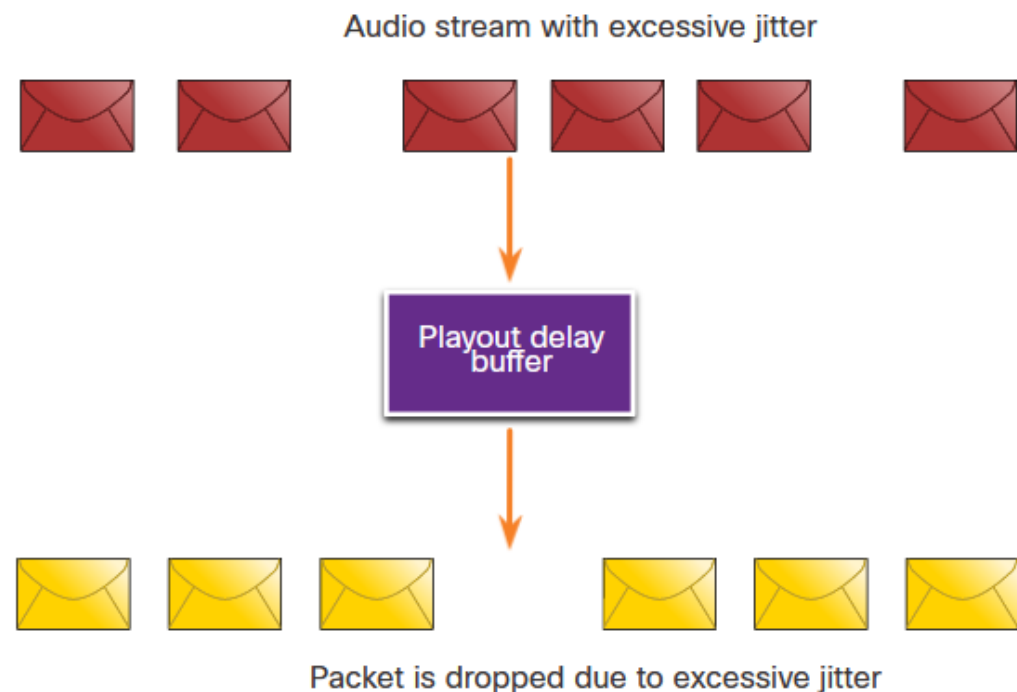 Audio stream with excessive jitter
Playout delay
buffer
Packet is dropped due to excessive jitter